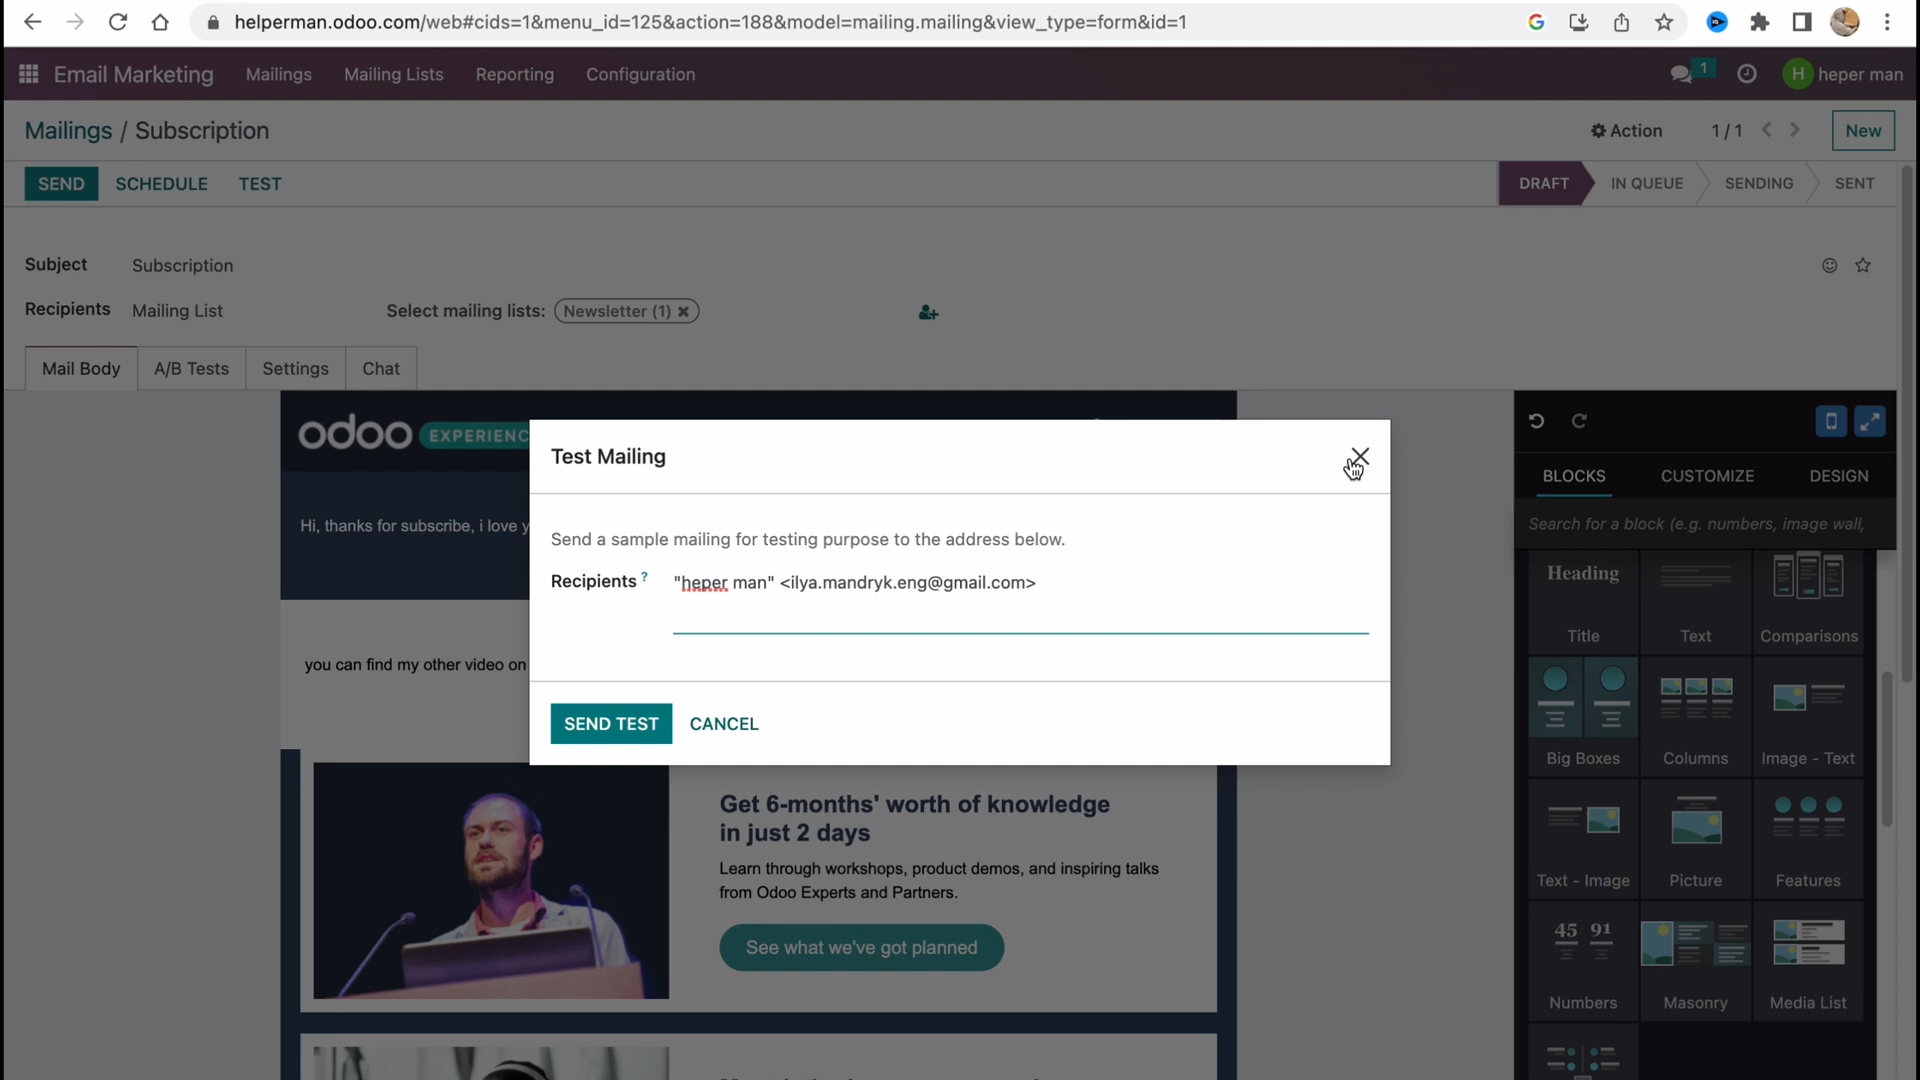 helperman.odoo.com/web#cids=1&menu_id=125&action=188&model=mailing.mailing&view_type=form&id=1
Email Marketing Mailings Mailing Lists Reporting Configuration 1 H heper man
Mailings / Subscription Action 1 / 1 New
SEND SCHEDULE TEST DRAFT IN QUEUE SENDING SENT
Subject Subscription
Recipients Mailing List Select mailing lists: Newsletter (1) ×
Mail Body A/B Tests Settings Chat
odoo EXPERIENC
Test Mailing
BLOCKS CUSTOMIZE DESIGN
Hi, thanks for subscribe, i love y
Search for a block (e.g. numbers, image wall,
Send a sample mailing for testing purpose to the address below.
Recipients ? "heper man" <ilya.mandryk.eng@gmail.com>
Heading
Title Text Comparisons
you can find my other video on
SEND TEST CANCEL
Big Boxes Columns Image - Text
Get 6-months' worth of knowledge
in just 2 days
Learn through workshops, product demos, and inspiring talks
from Odoo Experts and Partners.
See what we've got planned
Text - Image Picture Features
45 91
Numbers Masonry Media List